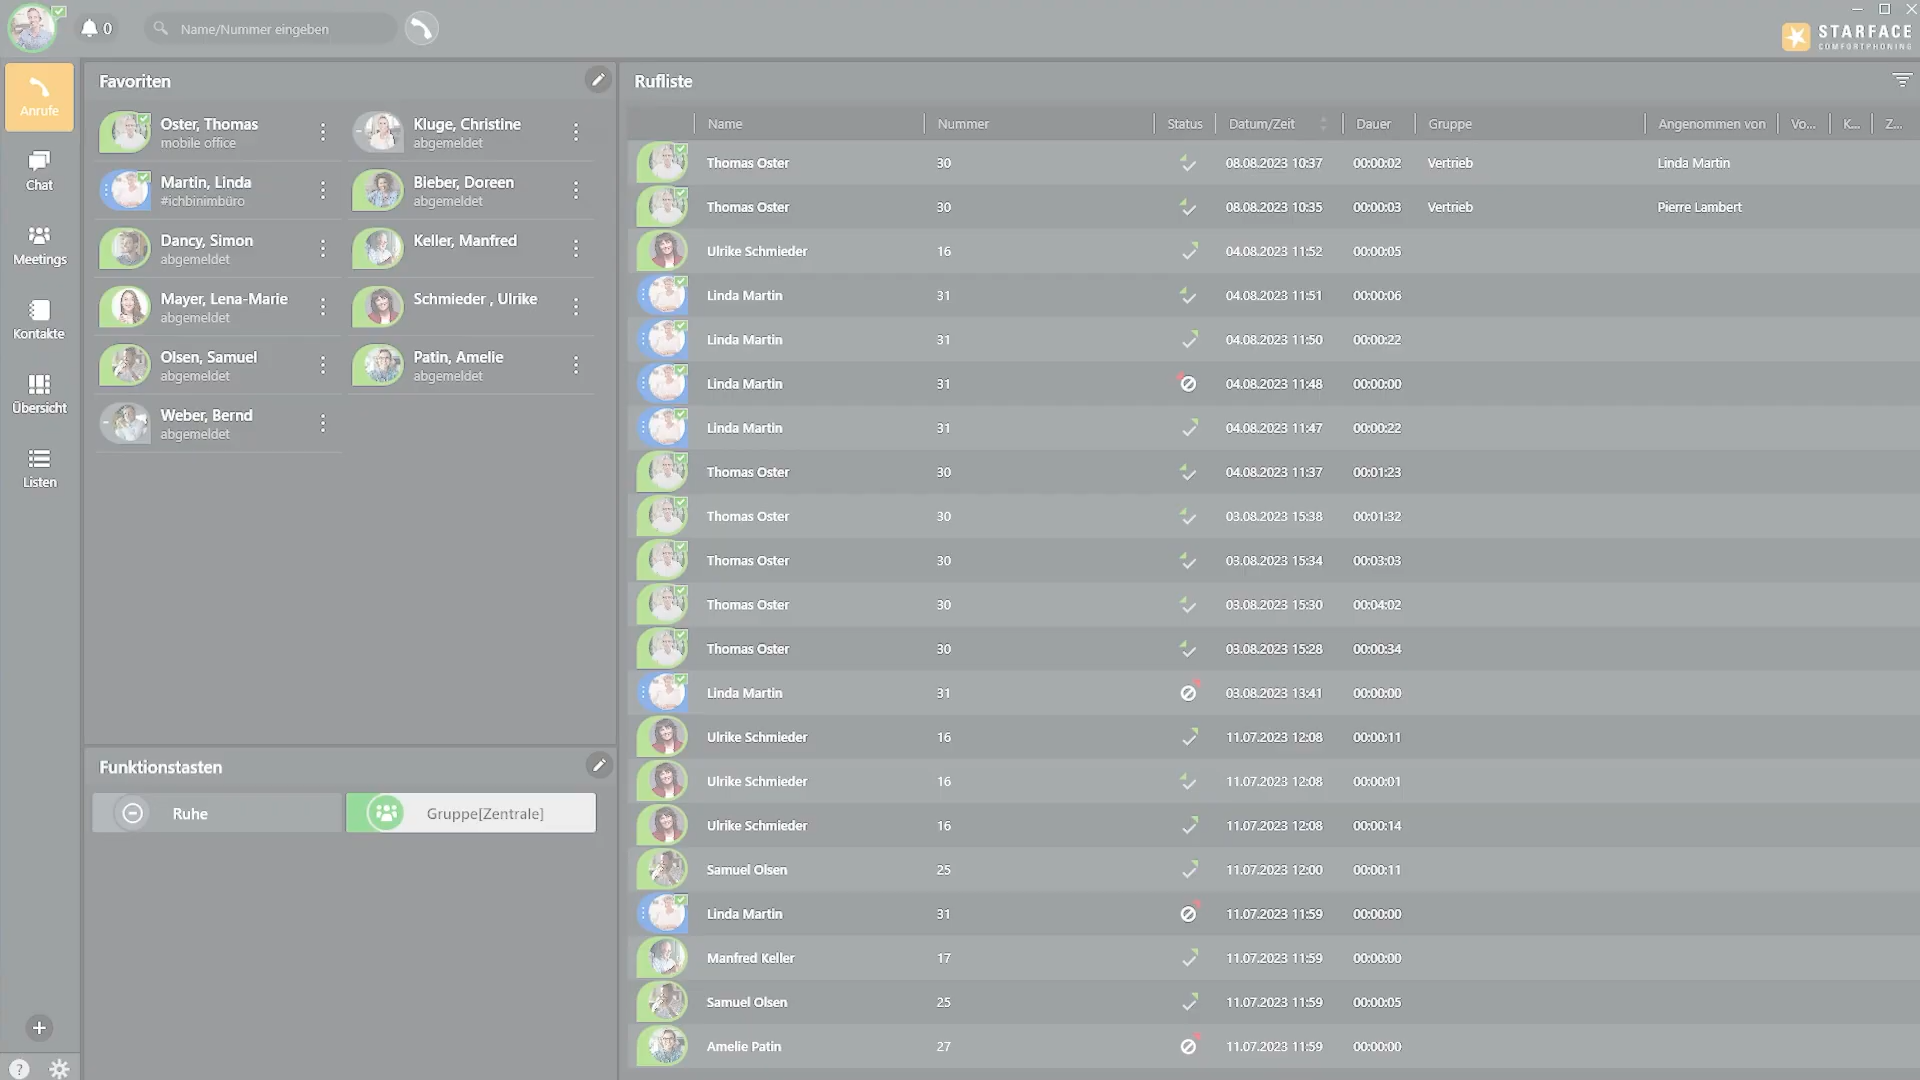 0
Name/Nummer eingeben
STARFACE
COMFORTPHONING
Anrufe
Chat
Meetings
Kontakte
Übersicht
Listen
Favoriten
Oster, Thomas
mobile office
Kluge, Christine
abgemeldet
Martin, Linda
#ichbinimbüro
Bieber, Doreen
abgemeldet
Dancy, Simon
abgemeldet
Keller, Manfred
Mayer, Lena-Marie
abgemeldet
Schmieder , Ulrike
Olsen, Samuel
abgemeldet
Patin, Amelie
abgemeldet
Weber, Bernd
abgemeldet
Funktionstasten
Ruhe
Gruppe[Zentrale]
Rufliste
Name Nummer Status Datum/Zeit Dauer Gruppe Angenommen von Vo... K... Z...
Thomas Oster 30 08.08.2023 10:37 00:00:02 Vertrieb Linda Martin
Thomas Oster 30 08.08.2023 10:35 00:00:03 Vertrieb Pierre Lambert
Ulrike Schmieder 16 04.08.2023 11:52 00:00:05
Linda Martin 31 04.08.2023 11:51 00:00:06
Linda Martin 31 04.08.2023 11:50 00:00:22
Linda Martin 31 04.08.2023 11:48 00:00:00
Linda Martin 31 04.08.2023 11:47 00:00:22
Thomas Oster 30 04.08.2023 11:37 00:01:23
Thomas Oster 30 03.08.2023 15:38 00:01:32
Thomas Oster 30 03.08.2023 15:34 00:03:03
Thomas Oster 30 03.08.2023 15:30 00:04:02
Thomas Oster 30 03.08.2023 15:28 00:00:34
Linda Martin 31 03.08.2023 13:41 00:00:00
Ulrike Schmieder 16 11.07.2023 12:08 00:00:11
Ulrike Schmieder 16 11.07.2023 12:08 00:00:01
Ulrike Schmieder 16 11.07.2023 12:08 00:00:14
Samuel Olsen 25 11.07.2023 12:00 00:00:11
Linda Martin 31 11.07.2023 11:59 00:00:00
Manfred Keller 17 11.07.2023 11:59 00:00:00
Samuel Olsen 25 11.07.2023 11:59 00:00:05
Amelie Patin 27 11.07.2023 11:59 00:00:00